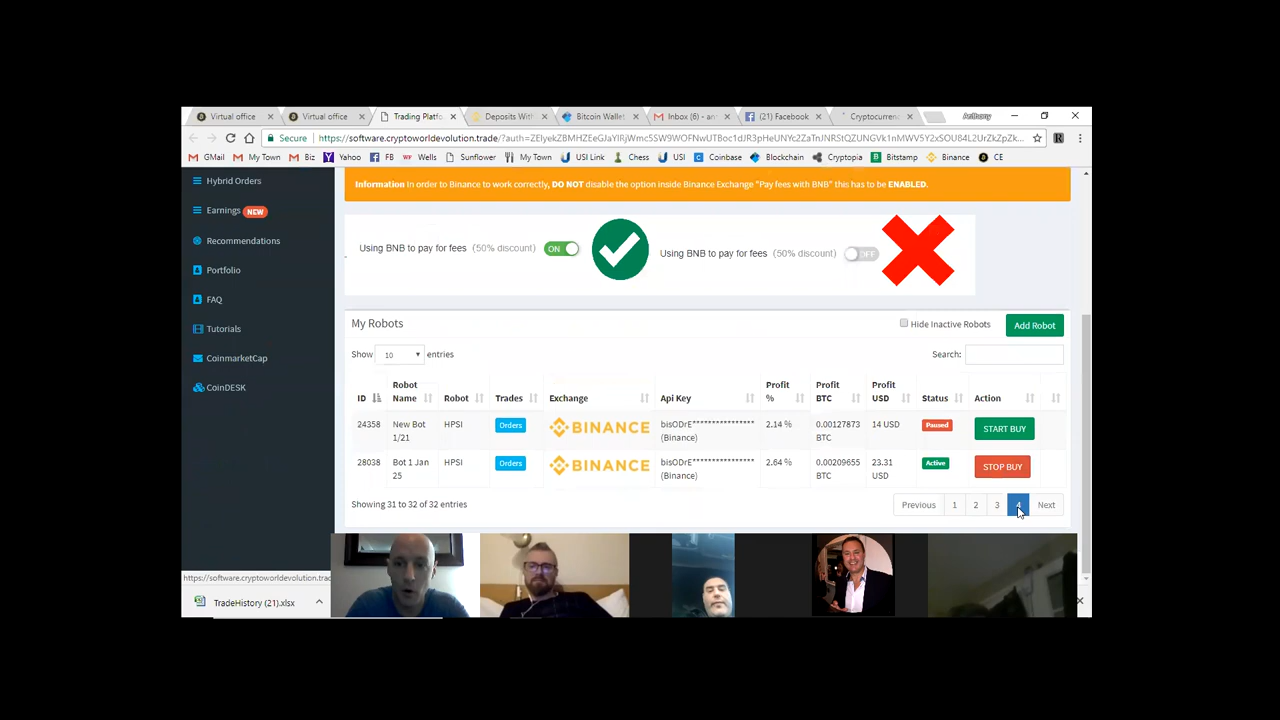 Virtual office
Virtual office
Trading Platfo
Deposits With
Bitcoin Wallet
Inbox (6) - an
(21) Facebook
Cryptocurren
Anthony
Secure
GMail
My Town
Biz
Yahoo
FB
Wells
Sunflower
My Town
USI Link
Chess
USI
Coinbase
Blockchain
Cryptopia
Bitstamp
Binance
CE
Hybrid Orders
Earnings NEW
Recommendations
Portfolio
FAQ
Tutorials
CoinmarketCap
CoinDESK
Information In order to Binance to work correctly, DO NOT disable the option inside Binance Exchange "Pay fees with BNB" this has to be ENABLED.
Using BNB to pay for fees (50% discount) ON
Using BNB to pay for fees (50% discount) OFF
My Robots
Hide Inactive Robots
Add Robot
Show 10 entries
Search:
ID
Robot
Name
Robot
Trades
Exchange
Api Key
Profit
%
Profit
BTC
Profit
USD
Status
Action
24358
New Bot
1/21
HPSI
Orders
BINANCE
bisODrE****************
(Binance)
2.14 %
0.00127873
BTC
14 USD
Paused
START BUY
28038
Bot 1 Jan
25
HPSI
Orders
BINANCE
bisODrE****************
(Binance)
2.64 %
0.00209655
BTC
23.31
USD
Active
STOP BUY
Showing 31 to 32 of 32 entries
Previous 1 2 3 4 Next
https://software.cryptoworldevolution.trad
TradeHistory (21).xlsx